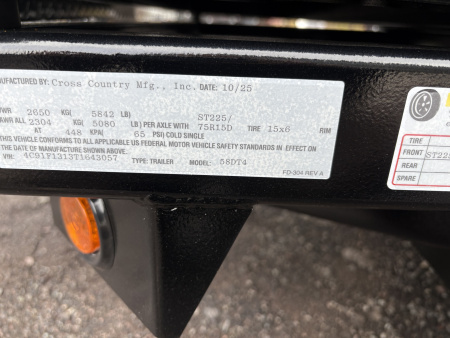 NUFACTURED BY: Cross Country Mfg., Inc. DATE: 10/25
WR 2650 KG( 5842 LB) ST225/
AWR ALL 2304 KG( 5080 LB) PER AXLE WITH 75R15D TIRE 15x6 RIM
AT 448 KPA( 65 PSI) COLD SINGLE
THIS VEHICLE CONFORMS TO ALL APPLICABLE US FEDERAL MOTOR VEHICLE SAFETY STANDARDS IN EFFECT ON
THE DATE OF MANUFACTURE SHOWN ABOVE
VIN: 4C91F1313T1643057 TYPE: TRAILER MODEL: 58DT4
FD-304 REV A
TIRE
FRONT ST225
REAR
SPARE